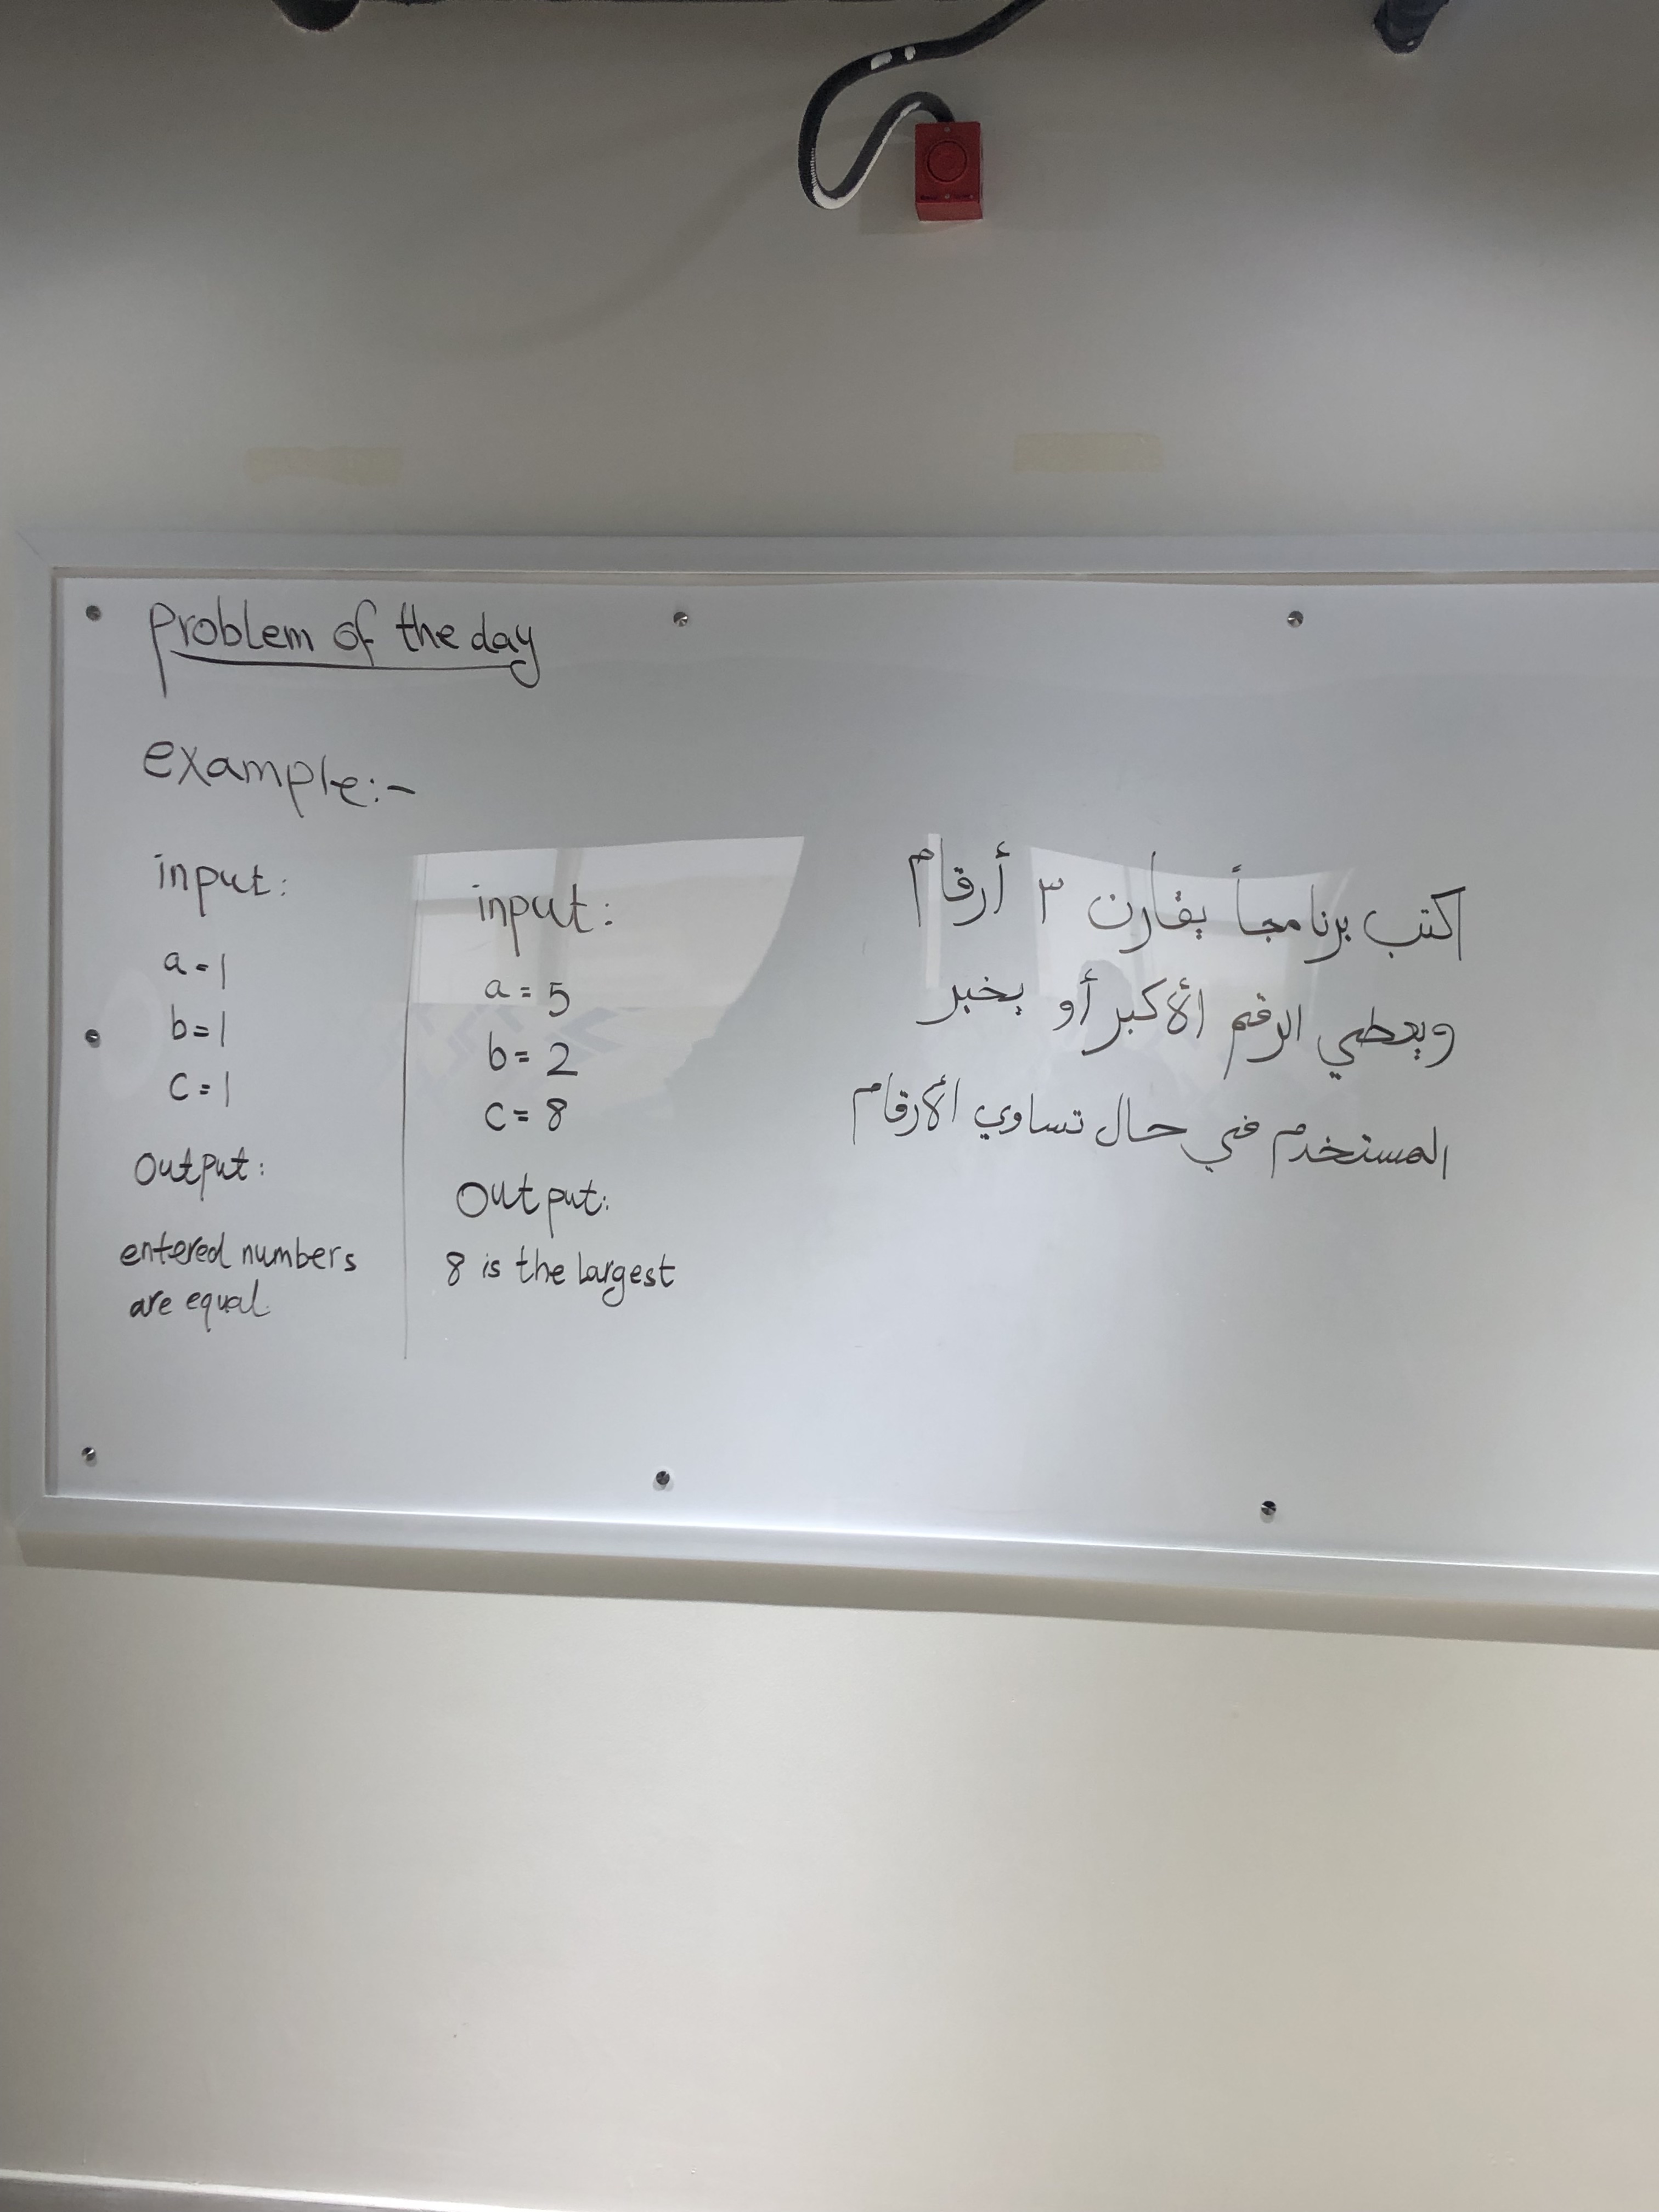 problem of the day
example:-
input:
a=1
b=1
c=1
output:
entered numbers
are equal.
input:
a=5
b=2
c=8
output:
8 is the largest
اكتب برنامجاً يقارن ٣ أرقام
ويعطي الرقم الأكبر أو يخبر
المستخدم في حال تساوي الأرقام